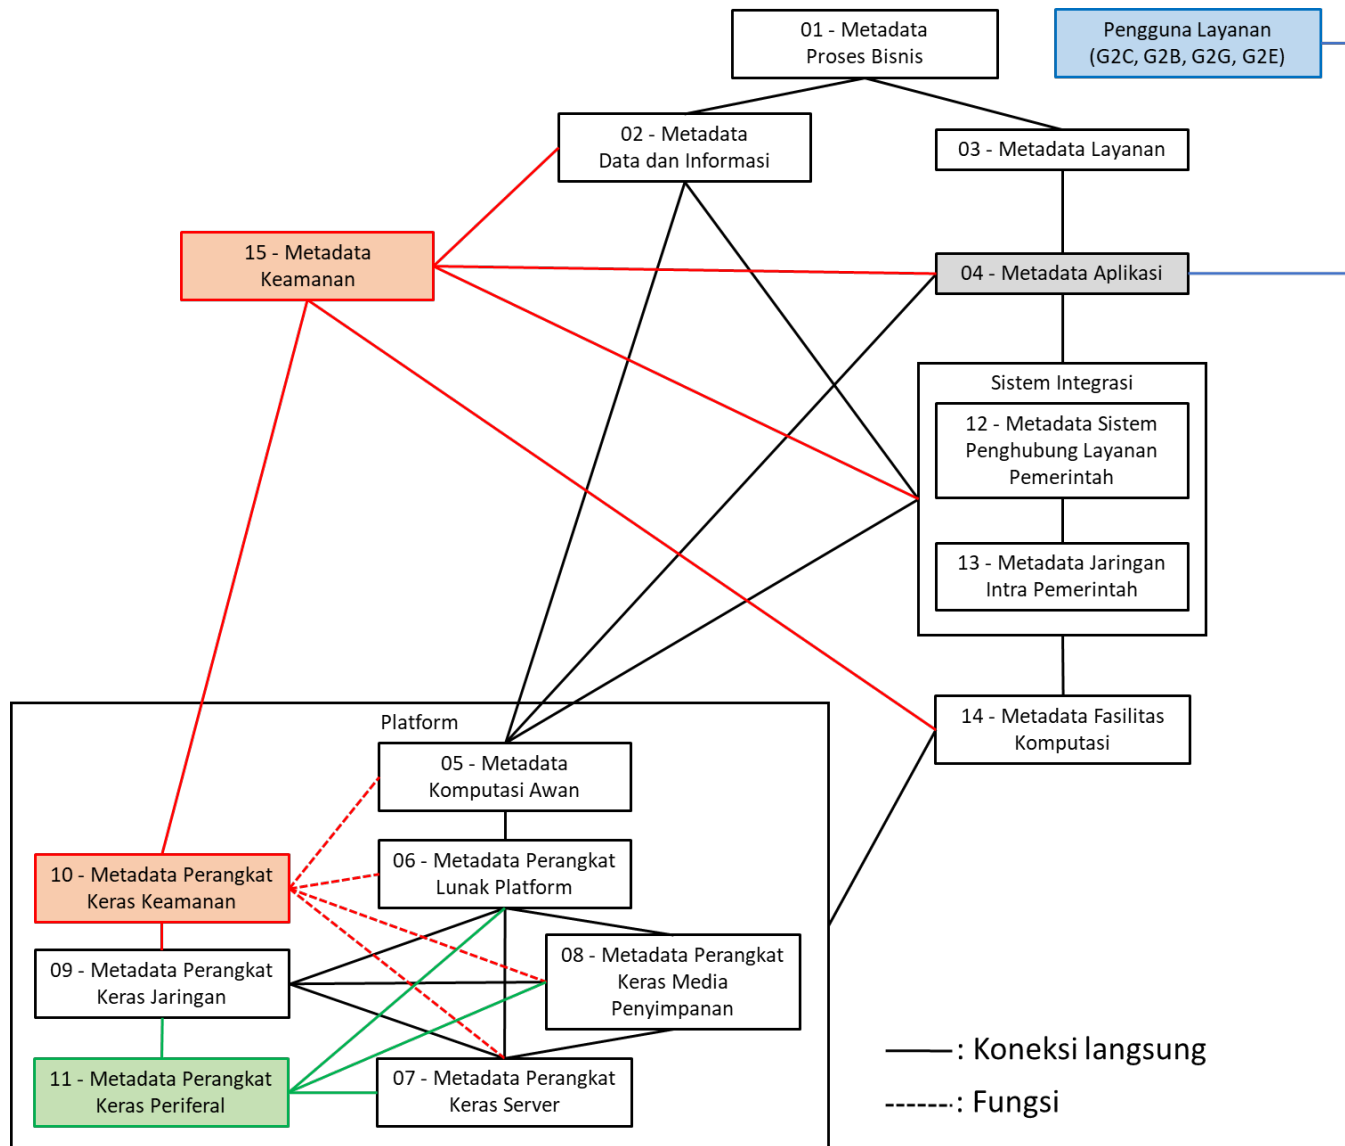 01 - Metadata
Proses Bisnis
Pengguna Layanan
(G2C, G2B, G2G, G2E)
02 - Metadata
Data dan Informasi
03 - Metadata Layanan
15 - Metadata
Keamanan
04 - Metadata Aplikasi
Sistem Integrasi
12 - Metadata Sistem
Penghubung Layanan
Pemerintah
13 - Metadata Jaringan
Intra Pemerintah
14 - Metadata Fasilitas
Komputasi
Platform
05 - Metadata
Komputasi Awan
06 - Metadata Perangkat
Lunak Platform
10 - Metadata Perangkat
Keras Keamanan
09 - Metadata Perangkat
Keras Jaringan
08 - Metadata Perangkat
Keras Media
Penyimpanan
11 - Metadata Perangkat
Keras Periferal
07 - Metadata Perangkat
Keras Server
: Koneksi langsung
: Fungsi